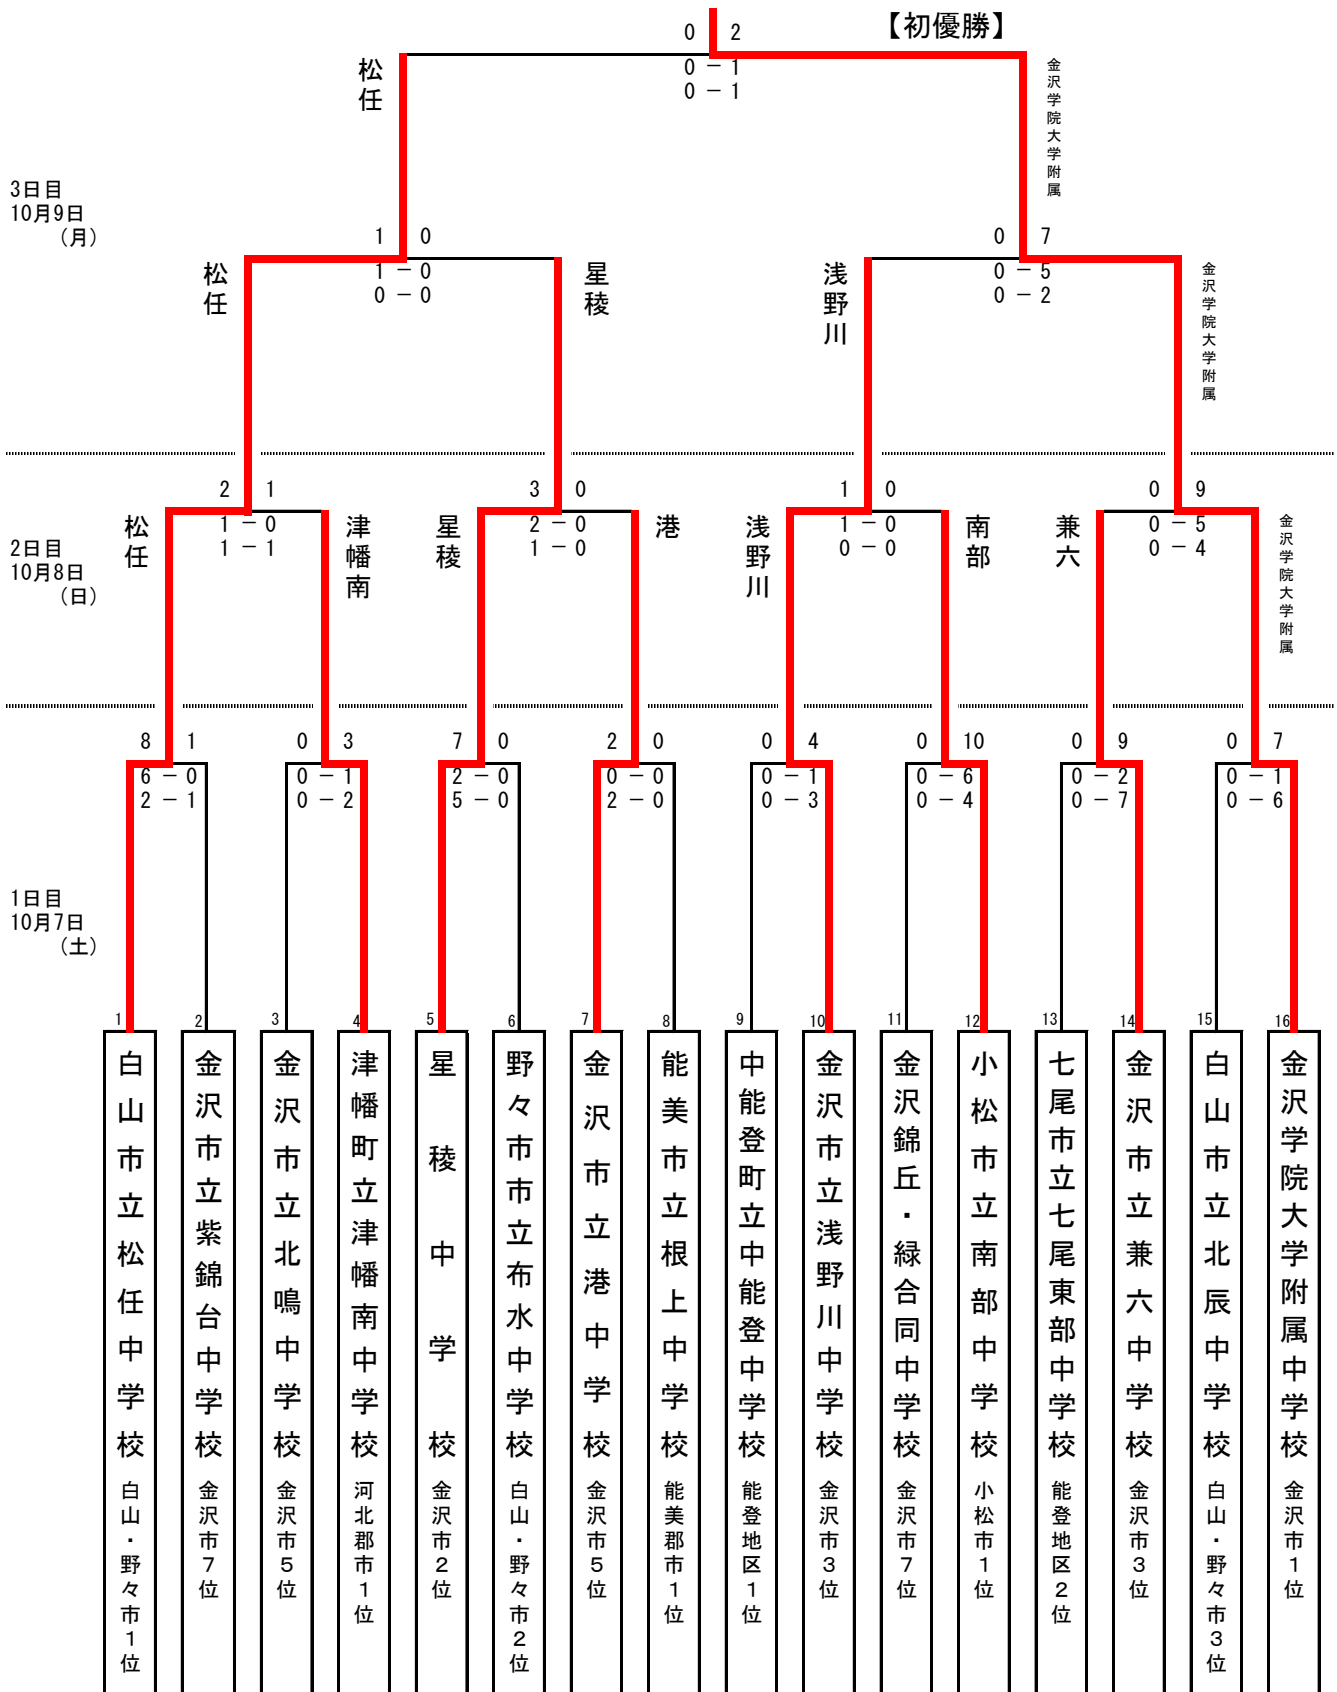 【初優勝】
0 2
0 － 1
0 － 1
松任
金沢学院大学附属
3日目
10月9日
（月）
1 0
1 － 0
0 － 0
0 7
0 － 5
0 － 2
松任
星稜
浅野川
金沢学院大学附属
2日目
10月8日
（日）
2 1
1 － 0
1 － 1
3 0
2 － 0
1 － 0
1 0
1 － 0
0 － 0
0 9
0 － 5
0 － 4
松任
津幡南
星稜
港
浅野川
南部
兼六
金沢学院大学附属
8 1
6 － 0
2 － 1
0 3
0 － 1
0 － 2
7 0
2 － 0
5 － 0
2 0
0 － 0
2 － 0
0 4
0 － 1
0 － 3
0 10
0 － 6
0 － 4
0 9
0 － 2
0 － 7
0 7
0 － 1
0 － 6
1日目
10月7日
（土）
1
白山市立松任中学校 白山・野々市1位
2
金沢市立紫錦台中学校 金沢市7位
3
金沢市立北鳴中学校 金沢市5位
4
津幡町立津幡南中学校 河北郡市1位
5
星稜中学校 金沢市2位
6
野々市市立布水中学校 白山・野々市2位
7
金沢市立港中学校 金沢市5位
8
能美市立根上中学校 能美郡市1位
9
中能登町立中能登中学校 能登地区1位
10
金沢市立浅野川中学校 金沢市3位
11
金沢錦丘・緑合同中学校 金沢市7位
12
小松市立南部中学校 小松市1位
13
七尾市立七尾東部中学校 能登地区2位
14
金沢市立兼六中学校 金沢市3位
15
白山市立北辰中学校 白山・野々市3位
16
金沢学院大学附属中学校 金沢市1位